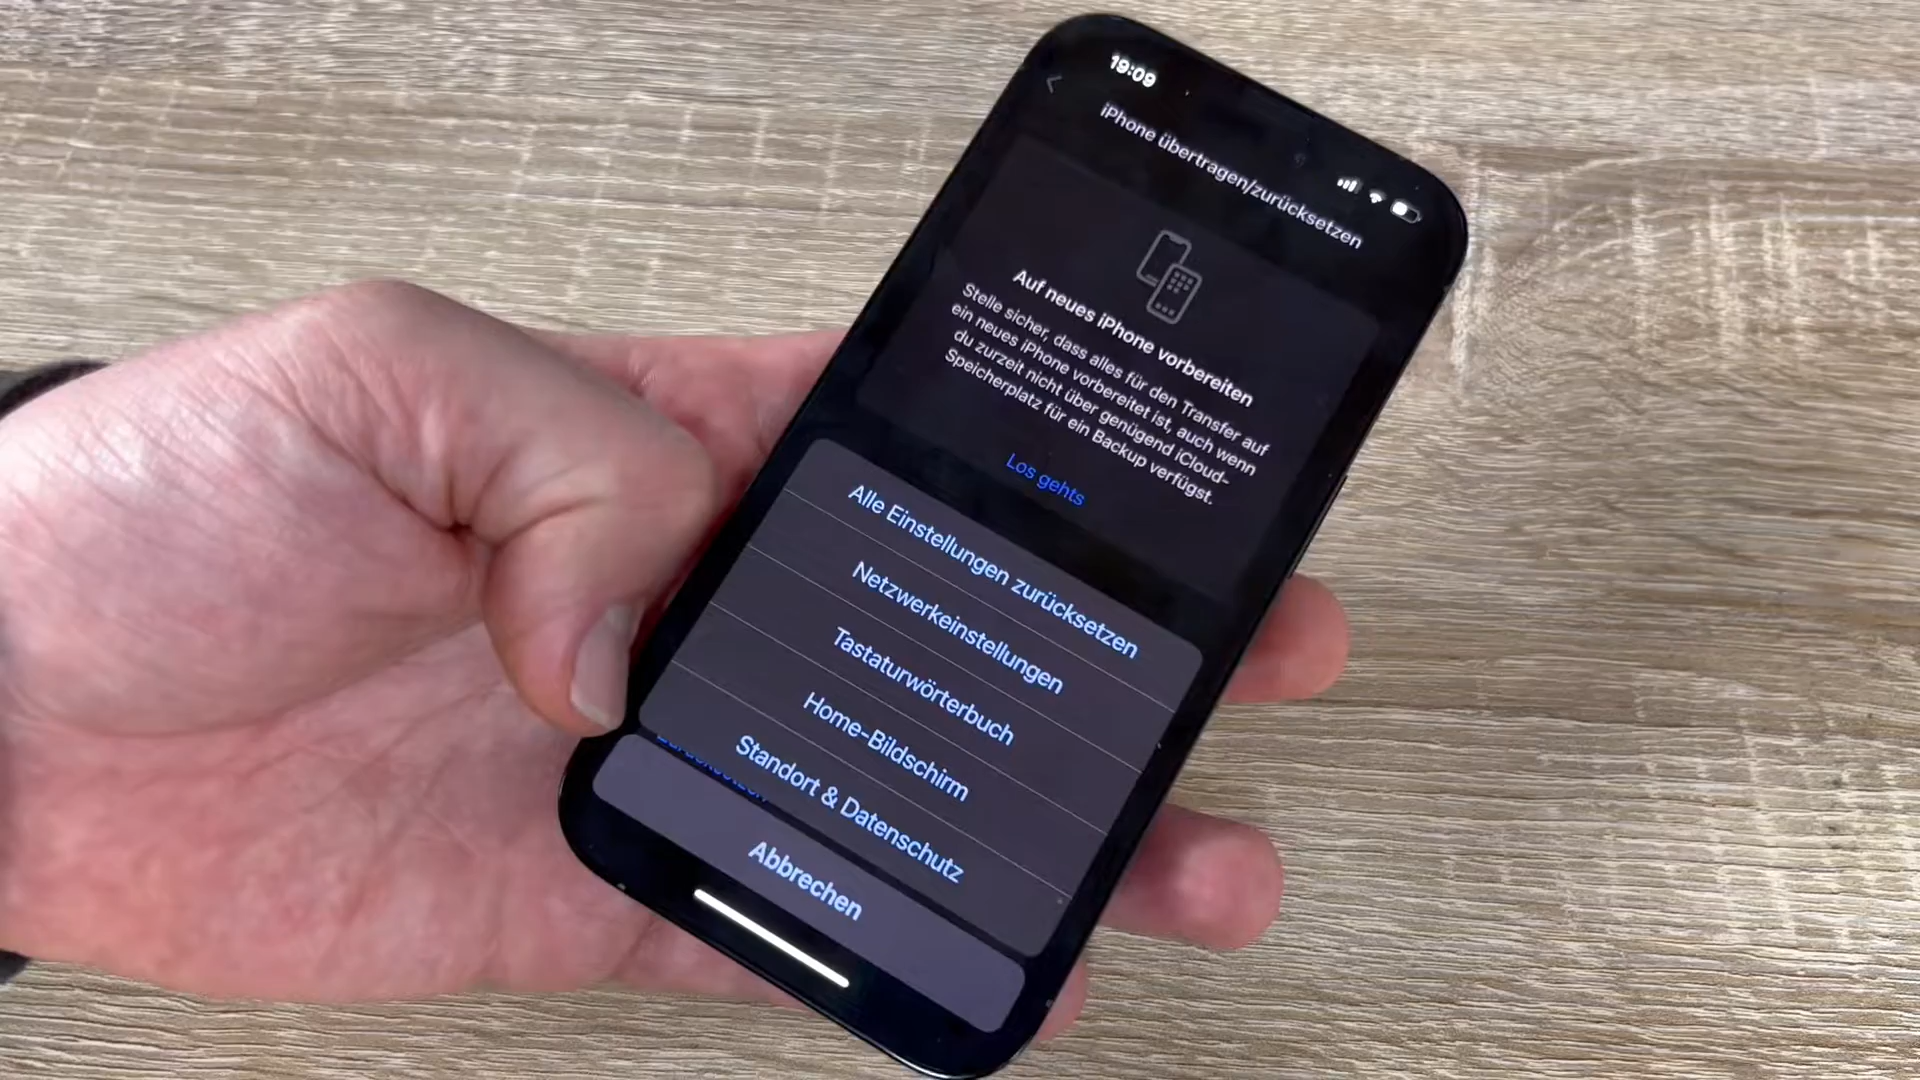 19:09
iPhone übertragen/zurücksetzen
Auf neues iPhone vorbereiten
Stelle sicher, dass alles für den Transfer auf
ein neues iPhone vorbereitet ist, auch wenn
du zurzeit nicht über genügend iCloud-
Speicherplatz für ein Backup verfügst.
Los gehts
Alle Einstellungen zurücksetzen
Netzwerkeinstellungen
Tastaturwörterbuch
Home-Bildschirm
Standort & Datenschutz
Zurücksetzen
Abbrechen